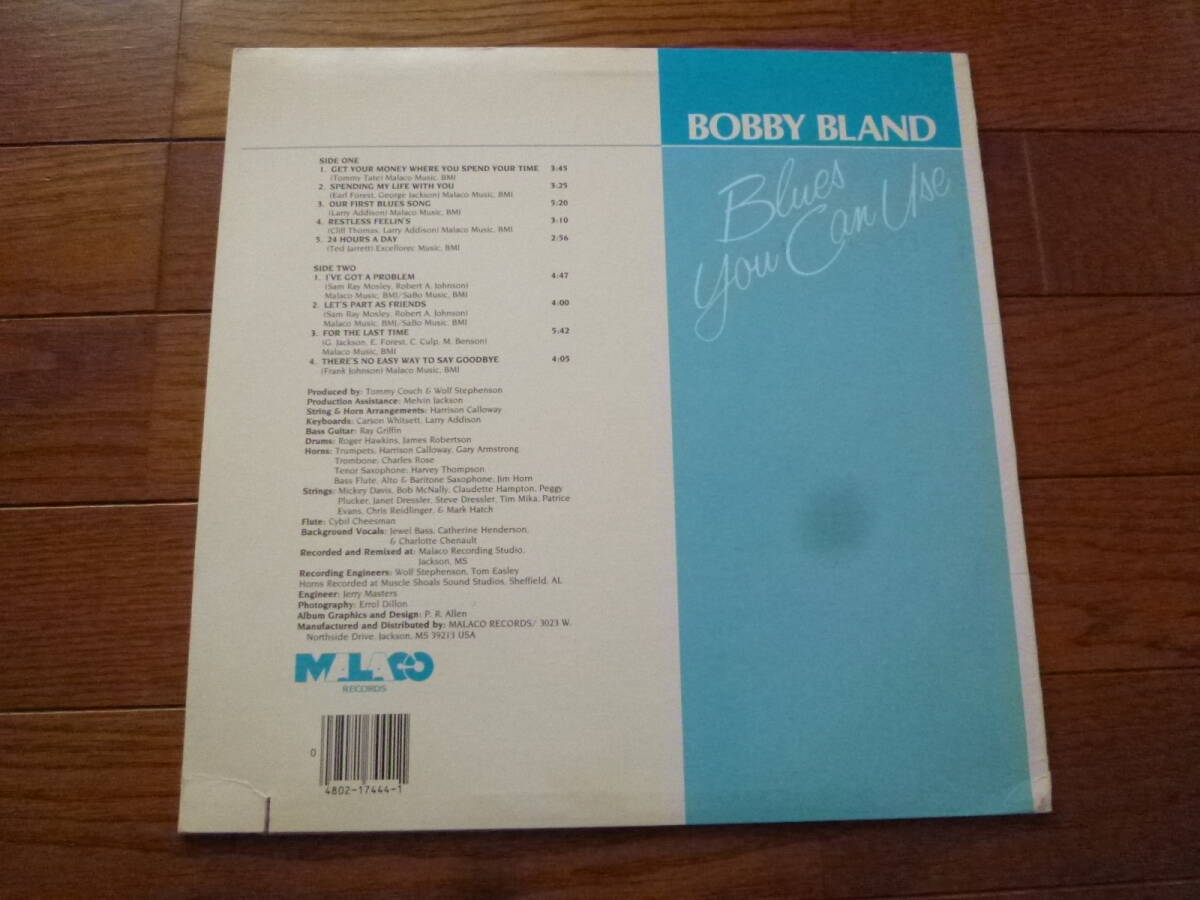 BOBBY BLAND
Blues
You Can Use
SIDE ONE
1. GET YOUR MONEY WHERE YOU SPEND YOUR TIME 3:45
(Tommy Tate) Malaco Music, BMI
2. SPENDING MY LIFE WITH YOU 3:25
(Earl Forest, George Jackson) Malaco Music, BMI
3. OUR FIRST BLUES SONG 5:20
(Larry Addison) Malaco Music, BMI
4. RESTLESS FEELIN'S 3:10
(Cliff Thomas, Larry Addison) Malaco Music, BMI
5. 24 HOURS A DAY 2:56
(Ted Jarrett) Excellorec Music, BMI
SIDE TWO
1. I'VE GOT A PROBLEM 4:47
(Sam Ray Mosley, Robert A. Johnson)
Malaco Music, BMI/SaBo Music, BMI
2. LET'S PART AS FRIENDS 4:00
(Sam Ray Mosley, Robert A. Johnson)
Malaco Music, BMI/SaBo Music, BMI
3. FOR THE LAST TIME 5:42
(G. Jackson, E. Forest, C. Culp, M. Benson)
Malaco Music, BMI
4. THERE'S NO EASY WAY TO SAY GOODBYE 4:05
(Frank Johnson) Malaco Music, BMI
Produced by: Tommy Couch & Wolf Stephenson
Production Assistance: Melvin Jackson
String & Horn Arrangements: Harrison Calloway
Keyboards: Carson Whitsett, Larry Addison
Bass Guitar: Ray Griffin
Drums: Roger Hawkins, James Robertson
Horns: Trumpets: Harrison Calloway, Gary Armstrong
Trombone: Charles Rose
Tenor Saxophone: Harvey Thompson
Bass Flute, Alto & Baritone Saxophone: Jim Horn
Strings: Mickey Davis, Bob McNally, Claudette Hampton, Peggy
Plucker, Janet Dressler, Steve Dressler, Tim Mika, Patrice
Evans, Chris Reidlinger, & Mark Hatch
Flute: Cybil Cheesman
Background Vocals: Jewel Bass, Catherine Henderson,
& Charlotte Chenault
Recorded and Remixed at: Malaco Recording Studio,
Jackson, MS
Recording Engineers: Wolf Stephenson, Tom Easley
Horns Recorded at Muscle Shoals Sound Studios, Sheffield, AL
Engineer: Jerry Masters
Photography: Errol Dillon
Album Graphics and Design: P. R. Allen
Manufactured and Distributed by: MALACO RECORDS/ 3023 W.
Northside Drive, Jackson, MS 39213 USA
MALACO
RECORDS
0
4802-17444-1